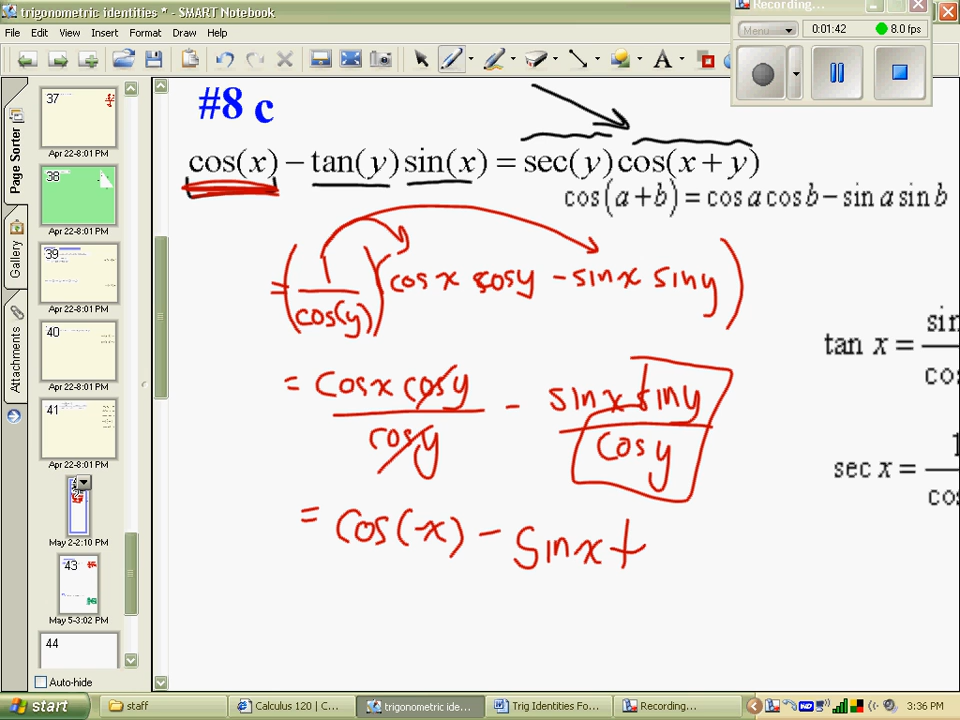 trigonometric identities * - SMART Notebook
Recording...
File Edit View Insert Format Draw Help
Menu
00:01:42
8.0 fps
A
Page Sorter
Gallery
Attachments
37
Apr 22-8:01 PM
38
Apr 22-8:01 PM
39
Apr 22-8:01 PM
40
Apr 22-8:01 PM
41
Apr 22-8:01 PM
May 2-2:10 PM
43
May 5-3:02 PM
44
Auto-hide
#8 c
cos(x) − tan(y) sin(x) = sec(y) cos(x + y)
cos(a+b) = cos a cos b − sin a sin b
= (1/cos(y)) (cos x cos y − sin x sin y)
tan x = sin
cos
= cos x cos y − sin x sin y
cos y cos y
sec x = 1
cos
= cos(x) − sin x t
start
staff
Calculus 120 | C...
trigonometric ide...
Trig Identities Fo...
Recording...
3:36 PM